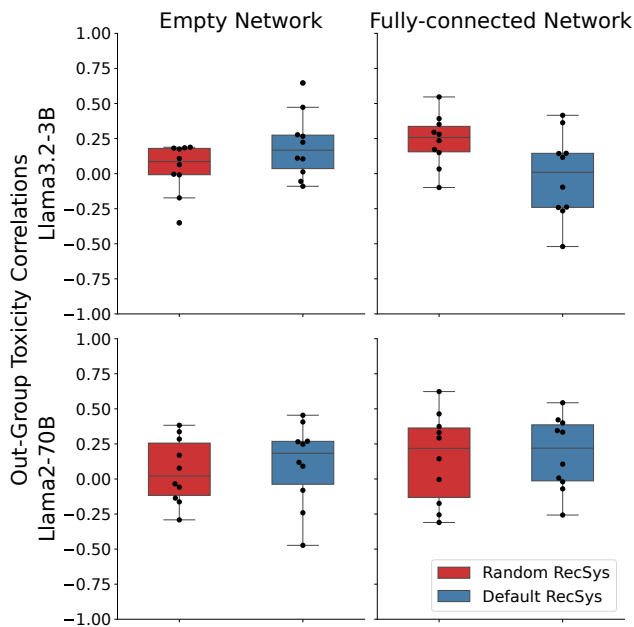 Empty Network
Fully-connected Network
Out-Group Toxicity Correlations
Llama3.2-3B
1.00
0.75
0.50
0.25
0.00
−0.25
−0.50
−0.75
−1.00
Llama2-70B
1.00
0.75
0.50
0.25
0.00
−0.25
−0.50
−0.75
−1.00
Random RecSys
Default RecSys